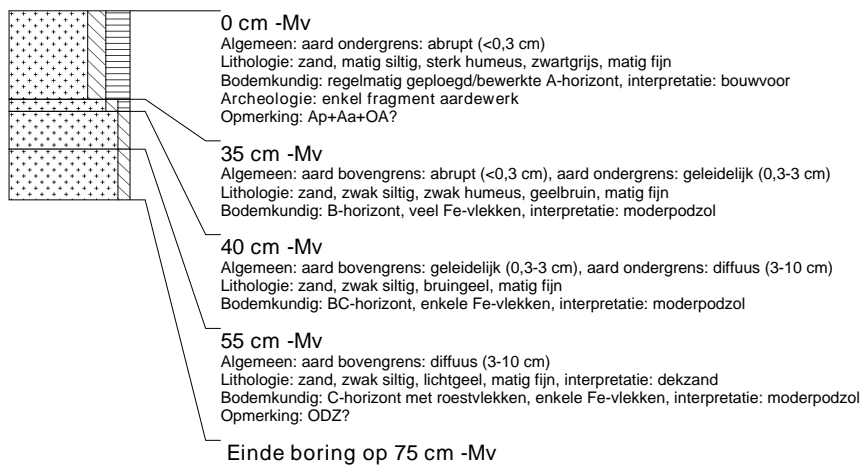 0 cm -Mv
Algemeen: aard ondergrens: abrupt (<0,3 cm)
Lithologie: zand, matig siltig, sterk humeus, zwartgrijs, matig fijn
Bodemkundig: regelmatig geploegd/bewerkte A-horizont, interpretatie: bouwvoor
Archeologie: enkel fragment aardewerk
Opmerking: Ap+Aa+OA?
35 cm -Mv
Algemeen: aard bovengrens: abrupt (<0,3 cm), aard ondergrens: geleidelijk (0,3-3 cm)
Lithologie: zand, zwak siltig, zwak humeus, geelbruin, matig fijn
Bodemkundig: B-horizont, veel Fe-vlekken, interpretatie: moderpodzol
40 cm -Mv
Algemeen: aard bovengrens: geleidelijk (0,3-3 cm), aard ondergrens: diffuus (3-10 cm)
Lithologie: zand, zwak siltig, bruingeel, matig fijn
Bodemkundig: BC-horizont, enkele Fe-vlekken, interpretatie: moderpodzol
55 cm -Mv
Algemeen: aard bovengrens: diffuus (3-10 cm)
Lithologie: zand, zwak siltig, lichtgeel, matig fijn, interpretatie: dekzand
Bodemkundig: C-horizont met roestvlekken, enkele Fe-vlekken, interpretatie: moderpodzol
Opmerking: ODZ?
Einde boring op 75 cm -Mv